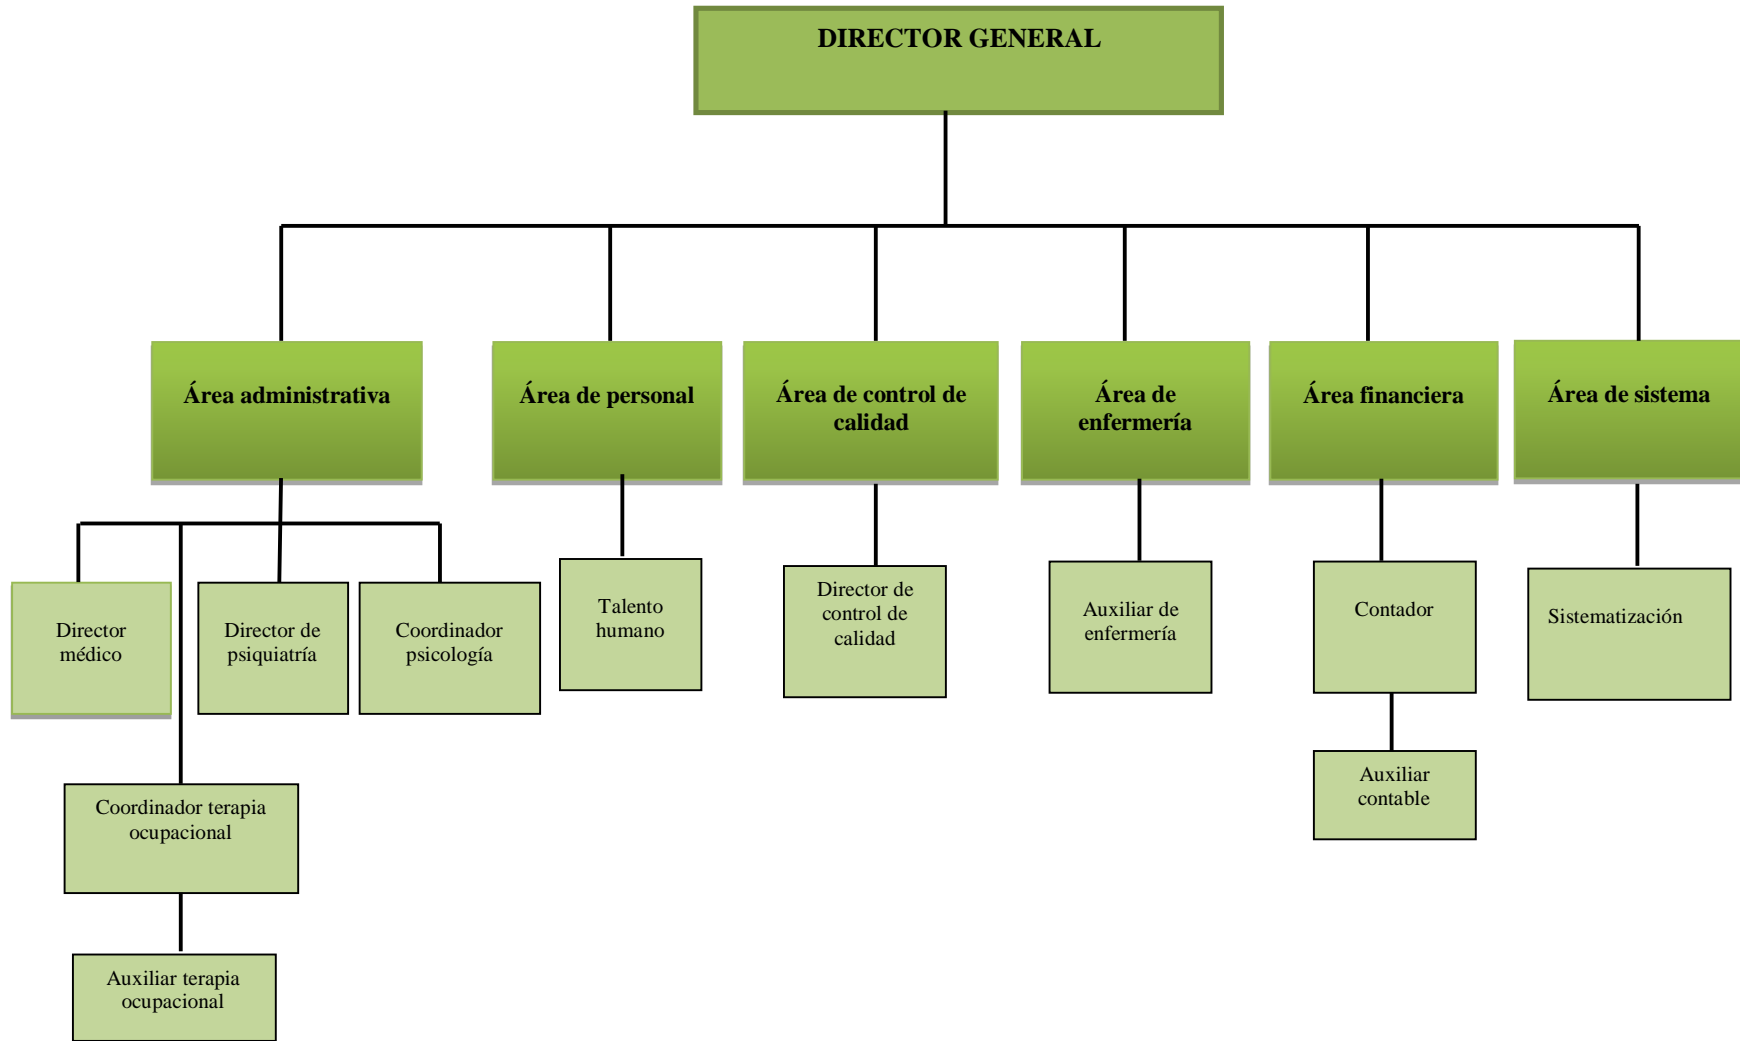 DIRECTOR GENERAL
Área administrativa
Área de personal
Área de control de
calidad
Área de
enfermería
Área financiera
Área de sistema
Director
médico
Director de
psiquiatría
Coordinador
psicología
Talento
humano
Director de
control de
calidad
Auxiliar de
enfermería
Contador
Sistematización
Coordinador terapia
ocupacional
Auxiliar
contable
Auxiliar terapia
ocupacional